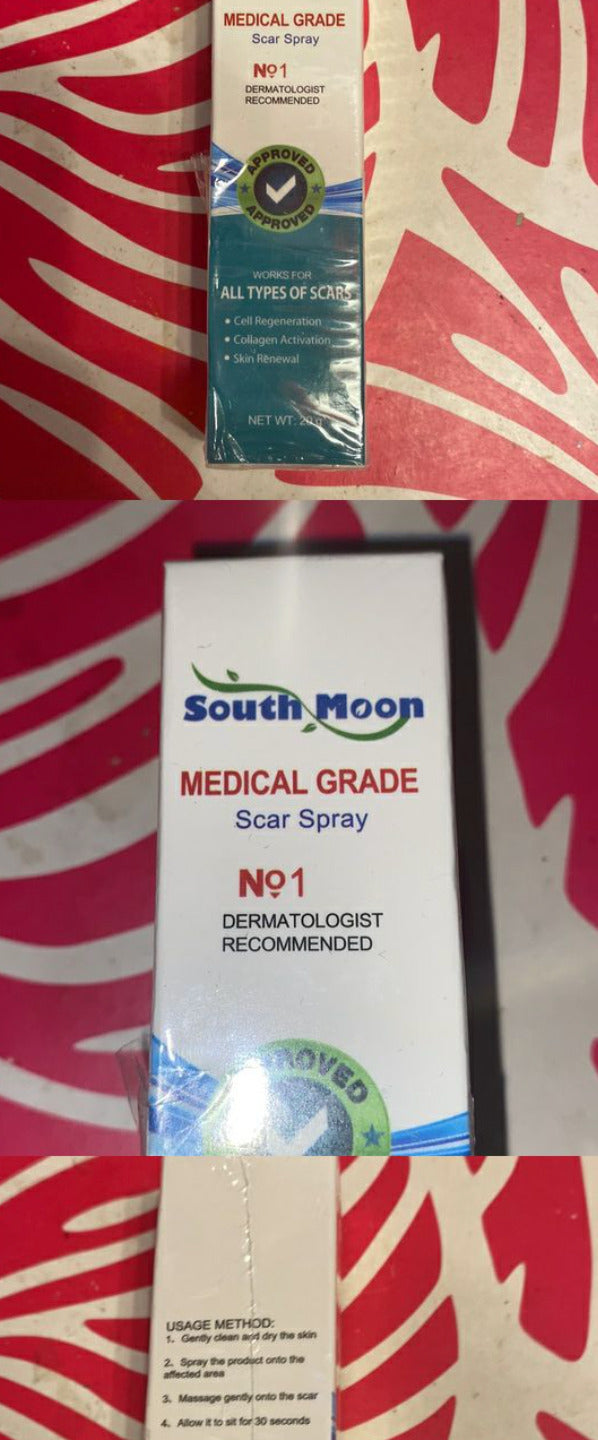 MEDICAL GRADE
Scar Spray
Nº1
DERMATOLOGIST
RECOMMENDED
APPROVED
APPROVED
WORKS FOR
ALL TYPES OF SCARS
• Cell Regeneration
• Collagen Activation
• Skin Renewal
NET WT: 20 g
South Moon
MEDICAL GRADE
Scar Spray
Nº1
DERMATOLOGIST
RECOMMENDED
ROVED
USAGE METHOD:
1. Gently clean and dry the skin
2. Spray the product onto the
affected area
3. Massage gently onto the scar
4. Allow it to sit for 30 seconds